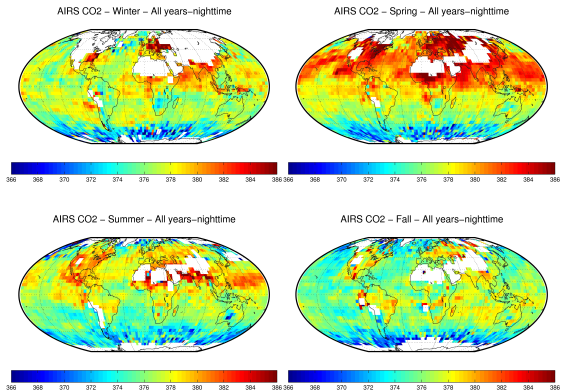 AIRS CO2 − Winter − All years−nighttime
AIRS CO2 − Spring − All years−nighttime
366 368 370 372 374 376 378 380 382 384 386
366 368 370 372 374 376 378 380 382 384 386
AIRS CO2 − Summer − All years−nighttime
AIRS CO2 − Fall − All years−nighttime
366 368 370 372 374 376 378 380 382 384 386
366 368 370 372 374 376 378 380 382 384 386